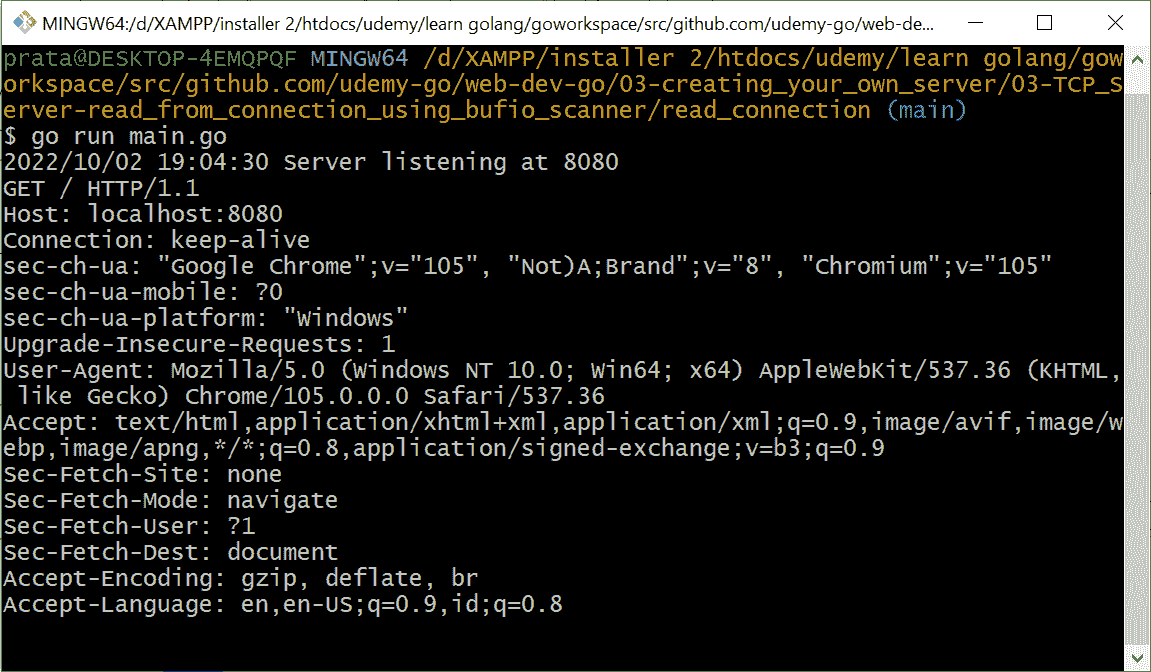 MINGW64:/d/XAMPP/installer 2/htdocs/udemy/learn golang/goworkspace/src/github.com/udemy-go/web-de...
prata@DESKTOP-4EMQPQF MINGW64 /d/XAMPP/installer 2/htdocs/udemy/learn golang/gow
orkspace/src/github.com/udemy-go/web-dev-go/03-creating_your_own_server/03-TCP_S
erver-read_from_connection_using_bufio_scanner/read_connection (main)
$ go run main.go
2022/10/02 19:04:30 Server listening at 8080
GET / HTTP/1.1
Host: localhost:8080
Connection: keep-alive
sec-ch-ua: "Google Chrome";v="105", "Not)A;Brand";v="8", "Chromium";v="105"
sec-ch-ua-mobile: ?0
sec-ch-ua-platform: "Windows"
Upgrade-Insecure-Requests: 1
User-Agent: Mozilla/5.0 (Windows NT 10.0; Win64; x64) AppleWebKit/537.36 (KHTML,
 like Gecko) Chrome/105.0.0.0 Safari/537.36
Accept: text/html,application/xhtml+xml,application/xml;q=0.9,image/avif,image/w
ebp,image/apng,*/*;q=0.8,application/signed-exchange;v=b3;q=0.9
Sec-Fetch-Site: none
Sec-Fetch-Mode: navigate
Sec-Fetch-User: ?1
Sec-Fetch-Dest: document
Accept-Encoding: gzip, deflate, br
Accept-Language: en,en-US;q=0.9,id;q=0.8